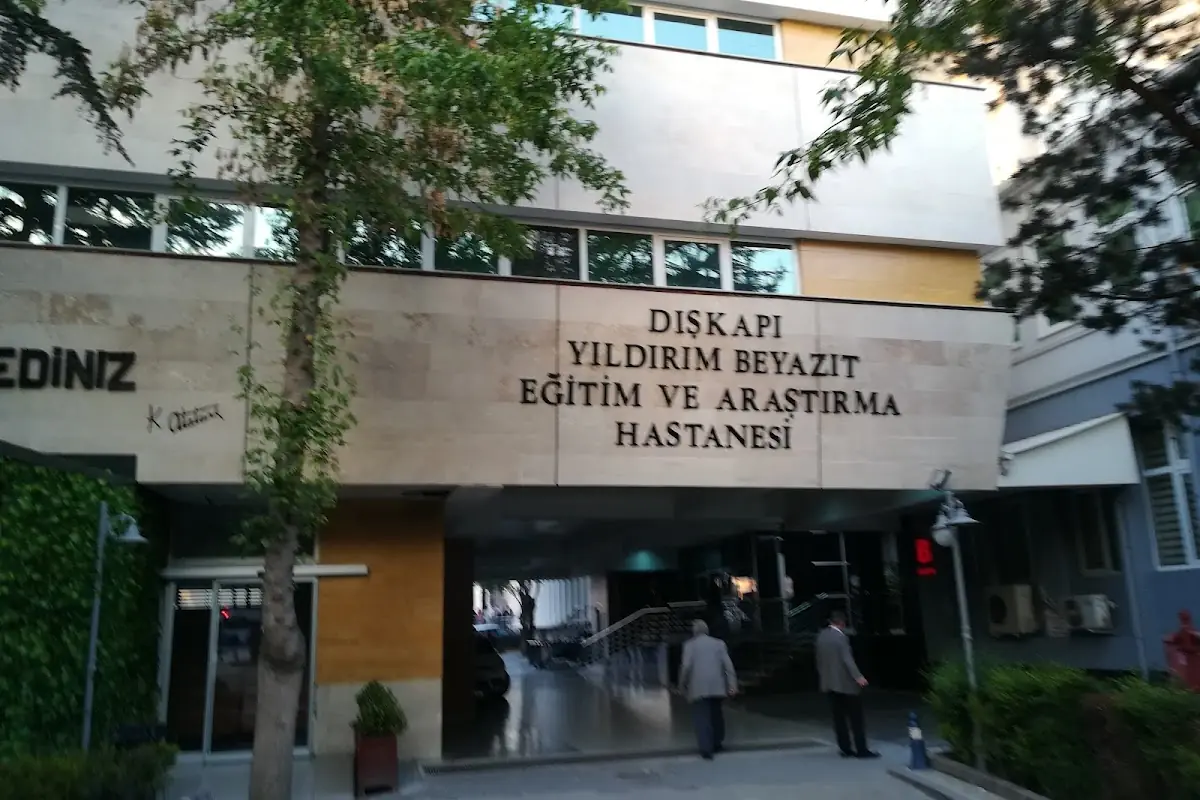 EDİNİZ
K. Atatürk
DIŞKAPI
YILDIRIM BEYAZIT
EĞİTİM VE ARAŞTIRMA
HASTANESİ